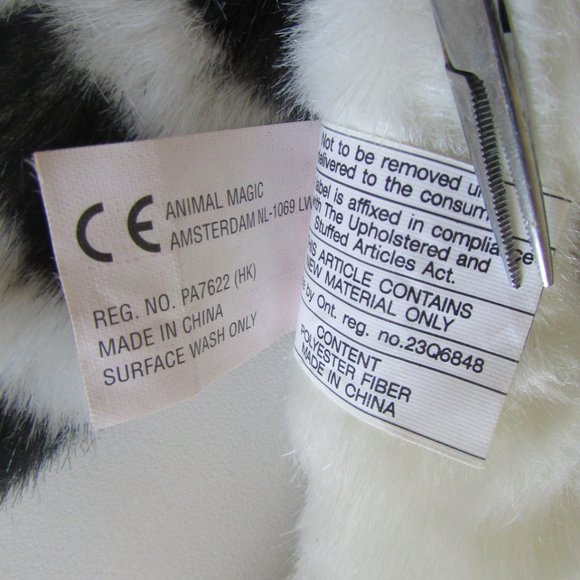 CE ANIMAL MAGIC
AMSTERDAM NL-1069 LW
REG. NO. PA7622 (HK)
MADE IN CHINA
SURFACE WASH ONLY
Not to be removed
delivered to the
label is affixed in compliance
with The Upholstered and
Stuffed Articles Act.
THIS ARTICLE CONTAINS
NEW MATERIAL ONLY
by Ont. reg. no.23Q6848
CONTENT
POLYESTER FIBER
MADE IN CHINA